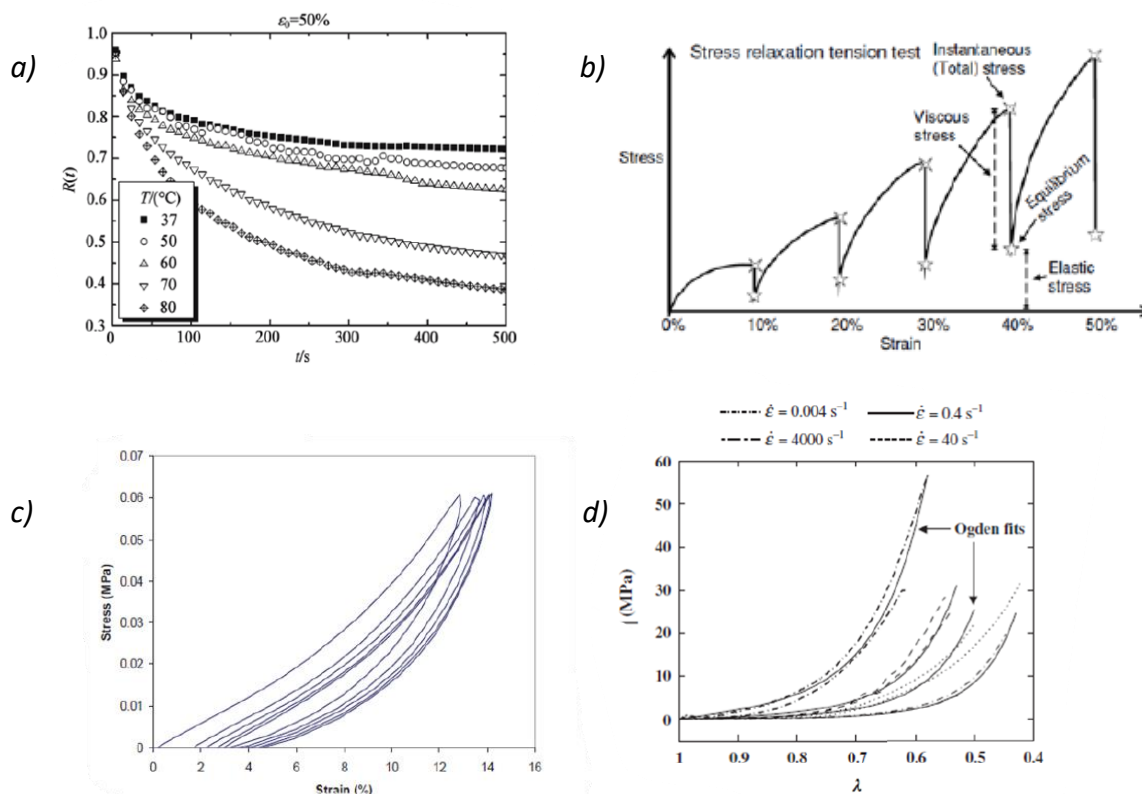 a)
ε₀=50%
1.0
0.9
0.8
0.7
0.6
0.5
0.4
0.3
R(t)
T/(°C)
37
50
60
70
80
0
100
200
300
400
500
t/s
b)
Stress relaxation tension test
Instantaneous
(Total) stress
Viscous
stress
Stress
Equilibrium
stress
Elastic
stress
0%
10%
20%
30%
40%
50%
Strain
c)
0.07
0.06
0.05
0.04
0.03
0.02
0.01
0
Stress (MPa)
0
2
4
6
8
10
12
14
16
Strain (%)
d)
ε̇ = 0.004 s⁻¹
ε̇ = 0.4 s⁻¹
ε̇ = 4000 s⁻¹
ε̇ = 40 s⁻¹
60
50
40
30
20
10
0
(MPa)
Ogden fits
1
0.9
0.8
0.7
0.6
0.5
0.4
λ